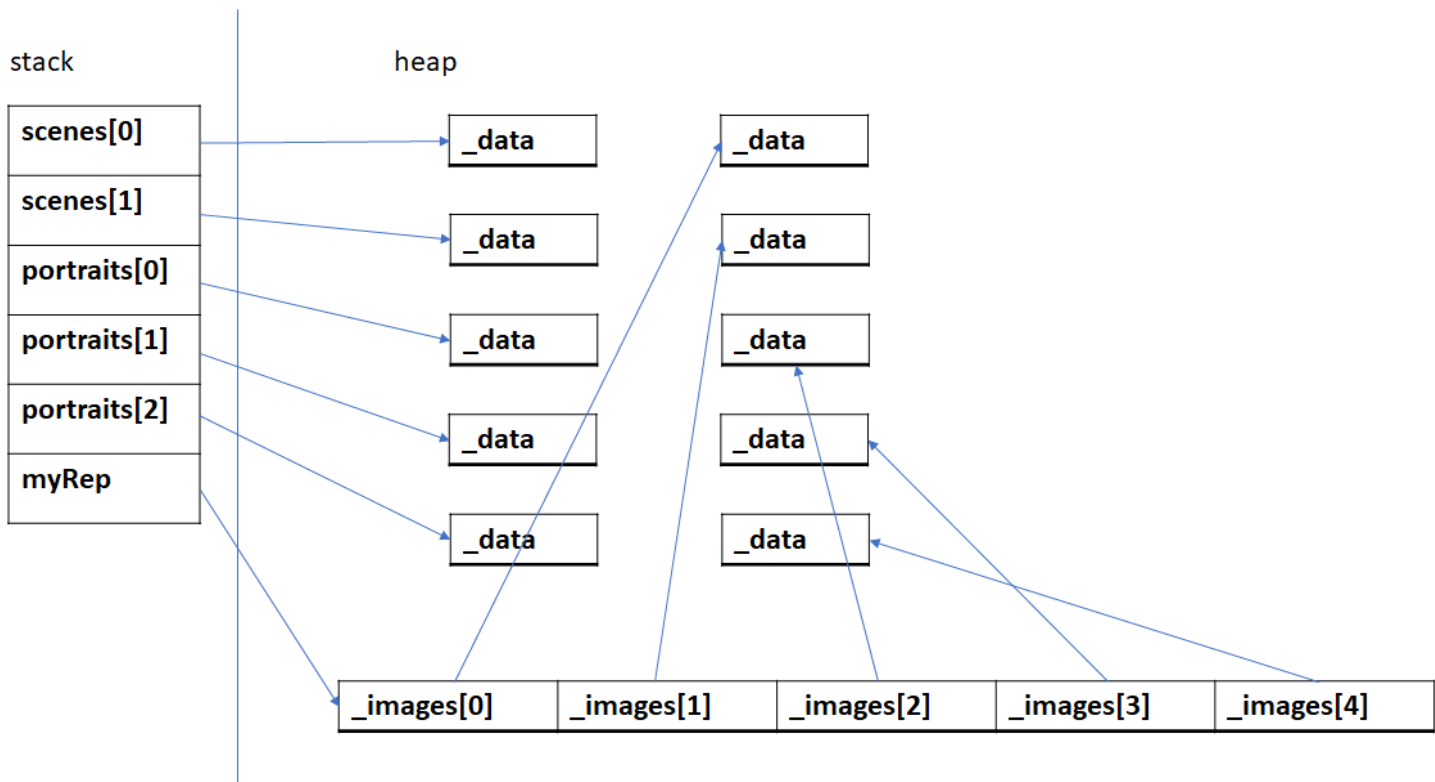 stack heap
scenes[0] _data _data
scenes[1] _data _data
portraits[0] _data _data
portraits[1] _data _data
portraits[2] _data _data
myRep
_images[0] _images[1] _images[2] _images[3] _images[4]